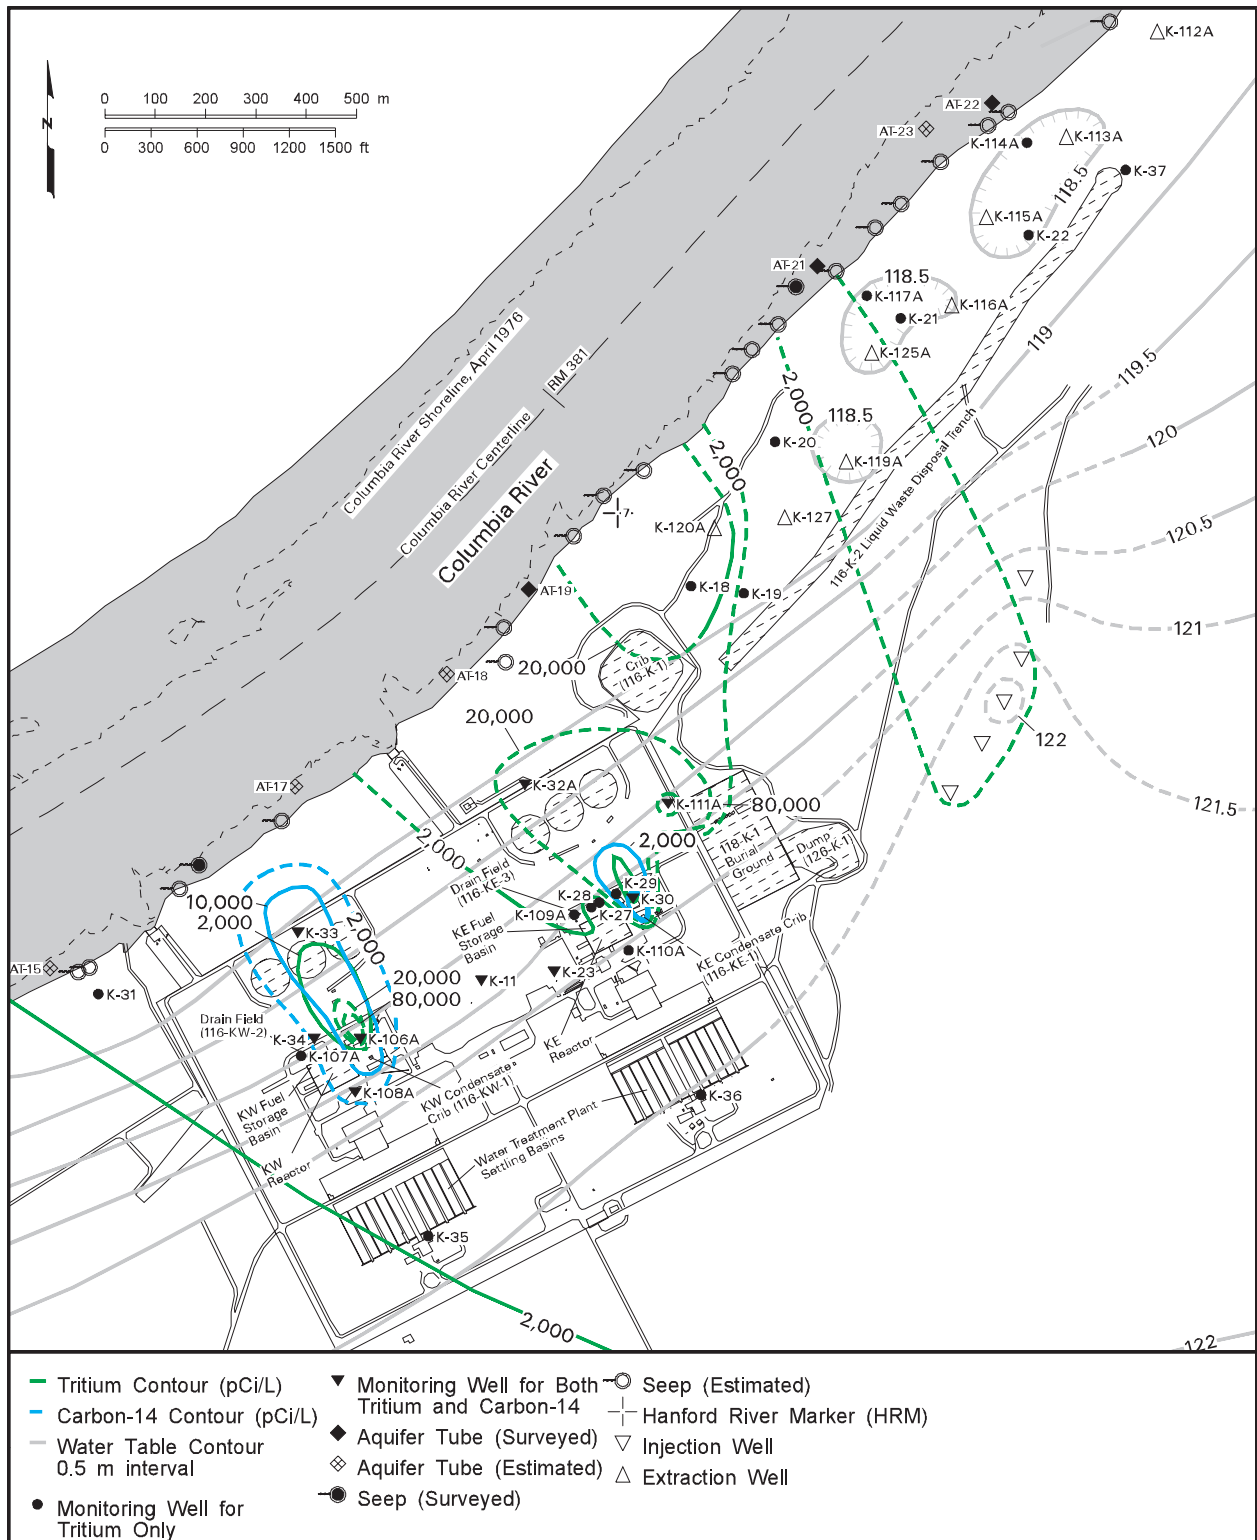 K-112A
N
0 100 200 300 400 500 m
0 300 600 900 1200 1500 ft
AT-22
AT-23
K-114A
K-113A
K-37
118.5
K-115A
K-22
AT-21
118.5
K-117A
K-116A
K-21
K-125A
119
119.5
Columbia River Shoreline, April 1976
RM 381
Columbia River Centerline
Columbia River
2,000
118.5
2,000
K-20
K-119A
120
7
K-120A
K-127
116-K-2 Liquid Waste Disposal Trench
120.5
AT-19
K-18
K-19
121
20,000
Crib
(116-K-1)
AT-18
20,000
122
AT-17
K-32A
K-111A
80,000
121.5
2,000
2,000
118-K-1
Burial
Ground
Dump
(126-K-1)
Drain Field
(116-KE-3)
10,000
2,000
2,000
K-29
K-28
K-30
K-109A
K-27
K-33
KE Fuel
Storage
Basin
K-110A
KE Condensate Crib
(116-KE-1)
AT-15
K-31
20,000
80,000
K-11
K-23
Drain Field
(116-KW-2)
K-34
K-106A
K-107A
KE
Reactor
K-108A
KW Condensate
Crib (116-KW-1)
K-36
KW Fuel
Storage
Basin
KW
Reactor
Water Treatment Plant
Settling Basins
K-35
2,000
122
Tritium Contour (pCi/L)
Carbon-14 Contour (pCi/L)
Water Table Contour
0.5 m interval
Monitoring Well for
Tritium Only
Monitoring Well for Both
Tritium and Carbon-14
Aquifer Tube (Surveyed)
Aquifer Tube (Estimated)
Seep (Surveyed)
Seep (Estimated)
Hanford River Marker (HRM)
Injection Well
Extraction Well